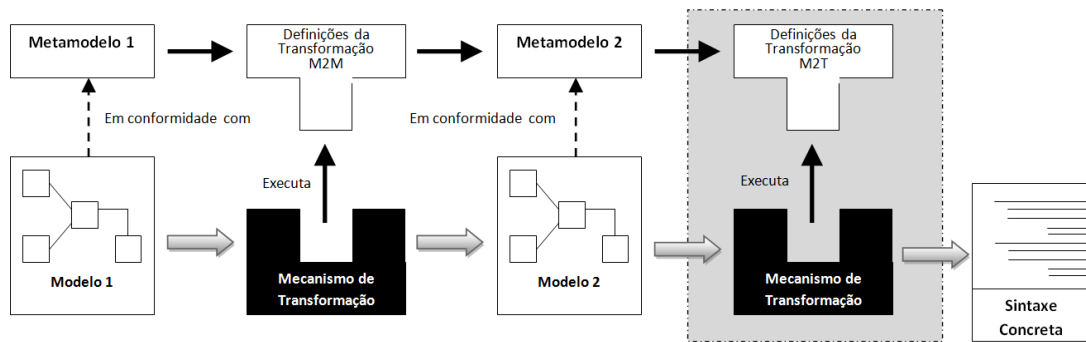 Metamodelo 1
Definições da
Transformação
M2M
Metamodelo 2
Definições da
Transformação
M2T
Em conformidade com
Em conformidade com
Executa
Executa
Modelo 1
Mecanismo de
Transformação
Modelo 2
Mecanismo de
Transformação
Sintaxe
Concreta